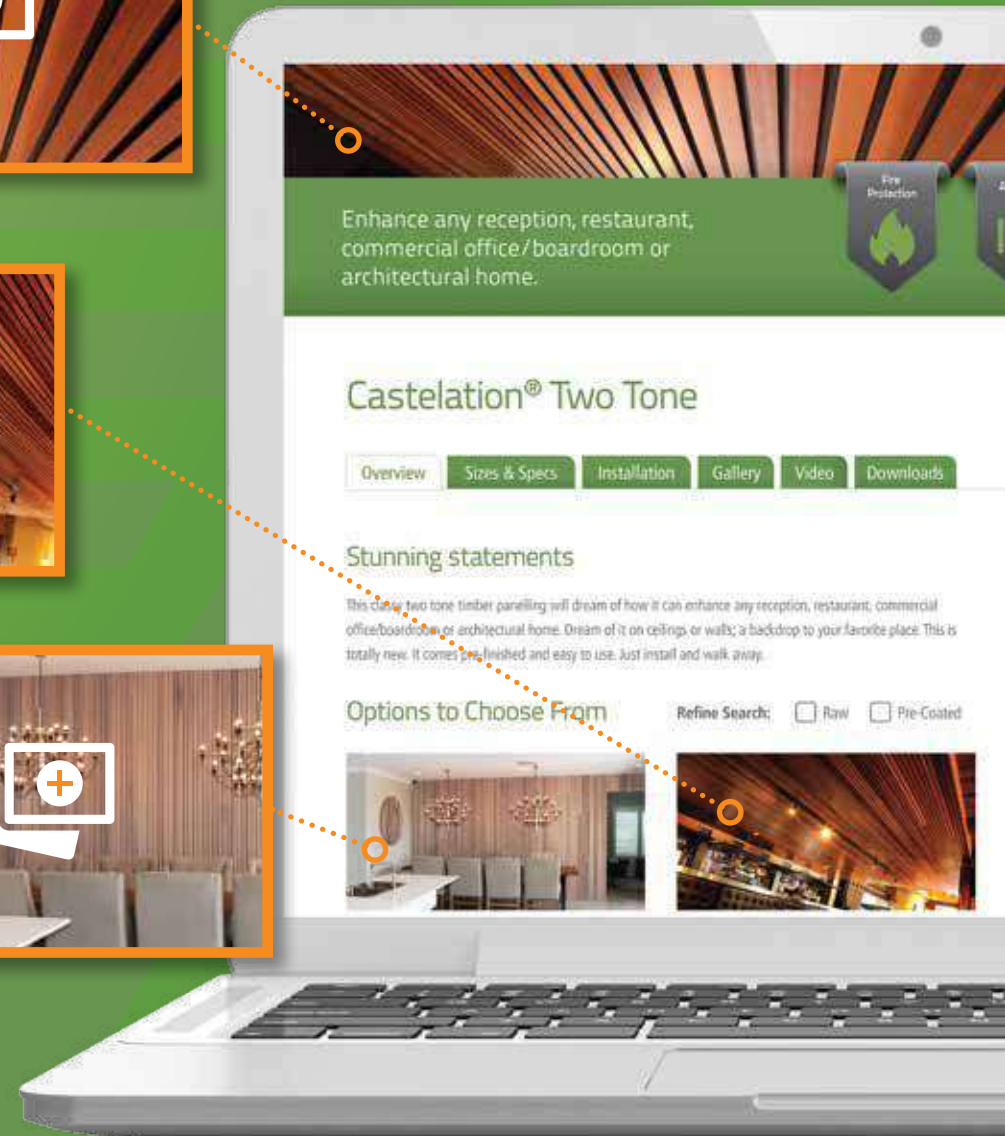 Enhance any reception, restaurant,
commercial office/boardroom or
architectural home.
Fire
Protection
Castelation® Two Tone
Overview Sizes & Specs Installation Gallery Video Downloads
Stunning statements
This classy two tone timber panelling will dream of how it can enhance any reception, restaurant, commercial
office/boardroom or architectural home. Dream of it on ceilings or walls; a backdrop to your favorite place. This is
totally new. It comes pre-finished and easy to use. Just install and walk away.
Options to Choose From
Refine Search: Raw Pre-Coated